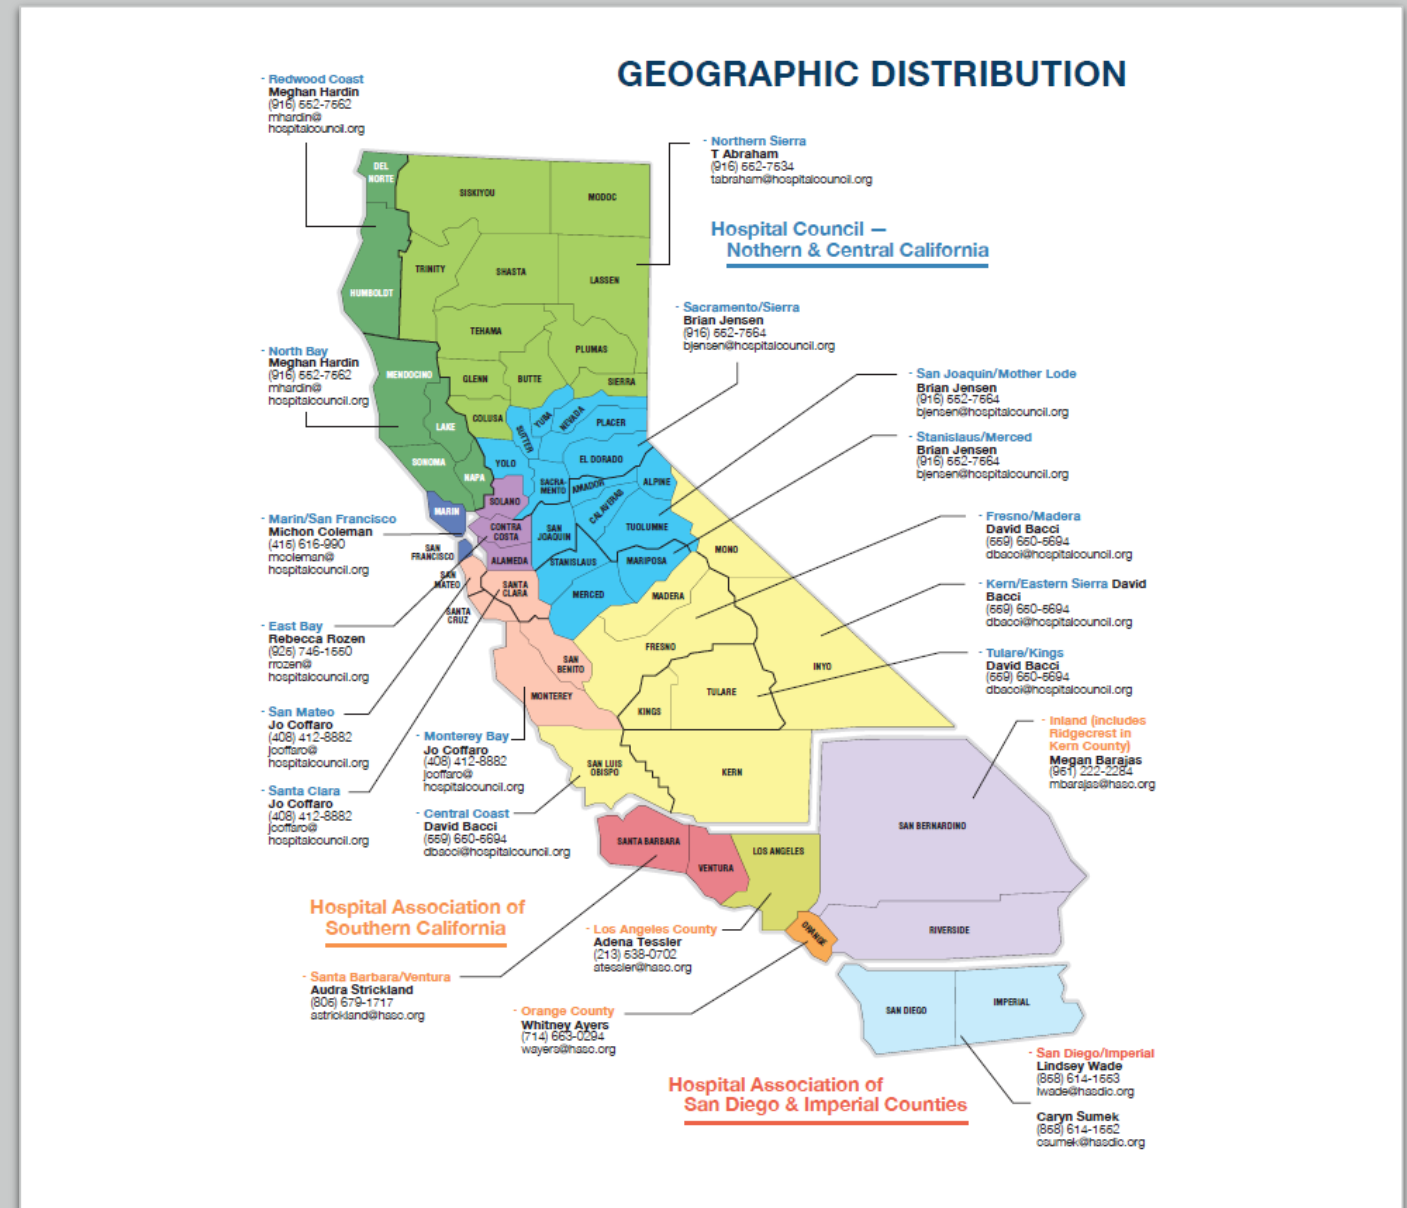 GEOGRAPHIC DISTRIBUTION
- Redwood Coast
Meghan Hardin
(916) 552-7562
mhardin@
hospitalcouncil.org
- Northern Sierra
T Abraham
(916) 552-7534
tabraham@hospitalcouncil.org
Hospital Council —
Nothern & Central California
- Sacramento/Sierra
Brian Jensen
(916) 552-7564
bjensen@hospitalcouncil.org
- North Bay
Meghan Hardin
(916) 552-7562
mhardin@
hospitalcouncil.org
- San Joaquin/Mother Lode
Brian Jensen
(916) 552-7564
bjensen@hospitalcouncil.org
- Stanislaus/Merced
Brian Jensen
(916) 552-7564
bjensen@hospitalcouncil.org
- Marin/San Francisco
Michon Coleman
(415) 616-990
mcoleman@
hospitalcouncil.org
- Fresno/Madera
David Bacci
(559) 650-5694
dbacci@hospitalcouncil.org
- Kern/Eastern Sierra David
Bacci
(559) 650-5694
dbacci@hospitalcouncil.org
- East Bay
Rebecca Rozen
(925) 746-1550
rrozen@
hospitalcouncil.org
- Tulare/Kings
David Bacci
(559) 650-5694
dbacci@hospitalcouncil.org
- San Mateo
Jo Coffaro
(408) 412-8882
jcoffaro@
hospitalcouncil.org
- Monterey Bay
Jo Coffaro
(408) 412-8882
jcoffaro@
hospitalcouncil.org
- Inland (includes
Ridgecrest in
Kern County)
Megan Barajas
(951) 222-2284
mbarajas@hasc.org
- Santa Clara
Jo Coffaro
(408) 412-8882
jcoffaro@
hospitalcouncil.org
- Central Coast
David Bacci
(559) 650-5694
dbacci@hospitalcouncil.org
Hospital Association of
Southern California
- Los Angeles County
Adena Tessler
(213) 538-0702
atessler@hasc.org
- Santa Barbara/Ventura
Audra Strickland
(805) 679-1717
astrickland@hasc.org
- Orange County
Whitney Ayers
(714) 663-0294
wayers@hasc.org
- San Diego/Imperial
Lindsey Wade
(858) 614-1553
lwade@hasdic.org
Caryn Sumek
(858) 614-1552
csumek@hasdic.org
Hospital Association of
San Diego & Imperial Counties
DEL
NORTE
SISKIYOU
MODOC
HUMBOLDT
TRINITY
SHASTA
LASSEN
TEHAMA
PLUMAS
MENDOCINO
GLENN
BUTTE
SIERRA
LAKE
COLUSA
SUTTER
YUBA
NEVADA
PLACER
SONOMA
NAPA
YOLO
EL DORADO
SACRA-
MENTO
AMADOR
ALPINE
MARIN
SOLANO
CALAVERAS
CONTRA
COSTA
SAN
JOAQUIN
TUOLUMNE
SAN
FRANCISCO
ALAMEDA
STANISLAUS
MARIPOSA
MONO
SAN
MATEO
SANTA
CLARA
MERCED
MADERA
SANTA
CRUZ
FRESNO
SAN
BENITO
INYO
MONTEREY
KINGS
TULARE
SAN LUIS
OBISPO
KERN
SANTA BARBARA
VENTURA
LOS ANGELES
SAN BERNARDINO
ORANGE
RIVERSIDE
SAN DIEGO
IMPERIAL